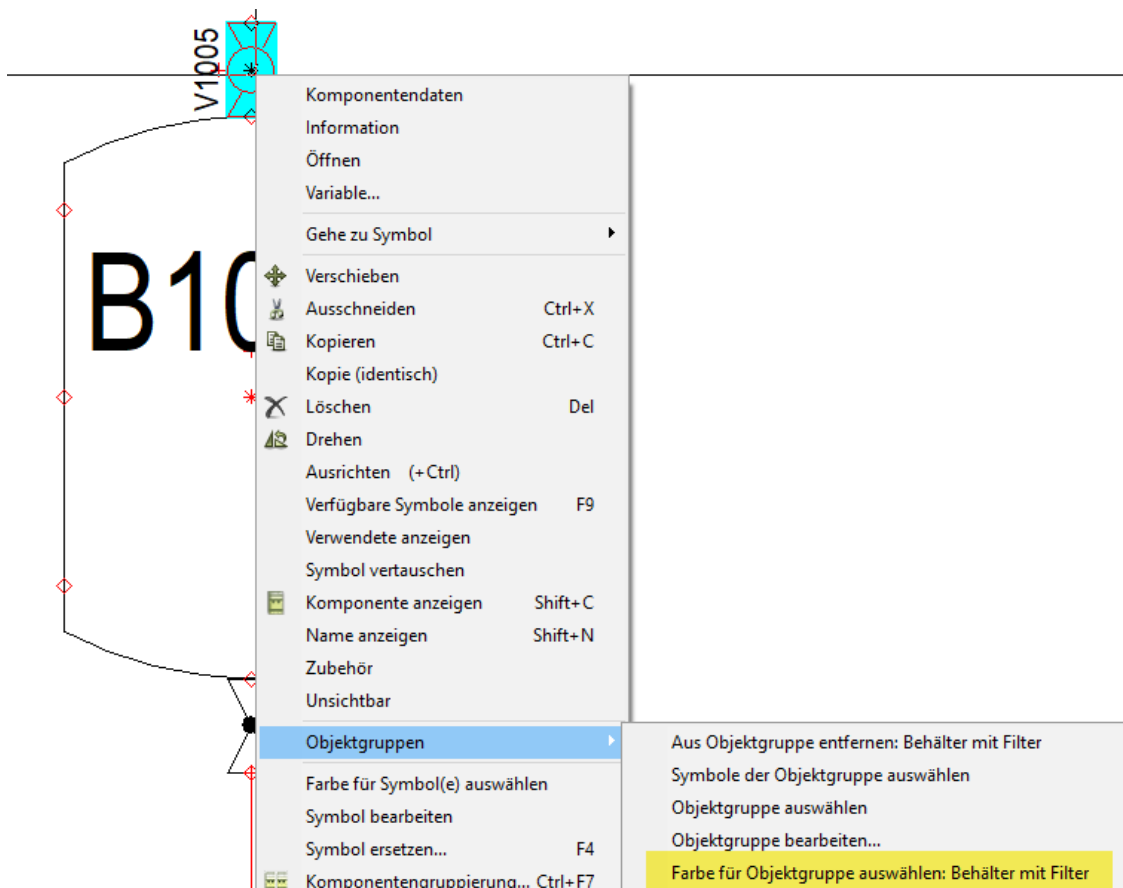 V1005
B10
Komponentendaten
Information
Öffnen
Variable...
Gehe zu Symbol
Verschieben
Ausschneiden Ctrl+X
Kopieren Ctrl+C
Kopie (identisch)
Löschen Del
Drehen
Ausrichten (+Ctrl)
Verfügbare Symbole anzeigen F9
Verwendete anzeigen
Symbol vertauschen
Komponente anzeigen Shift+C
Name anzeigen Shift+N
Zubehör
Unsichtbar
Objektgruppen
Aus Objektgruppe entfernen: Behälter mit Filter
Symbole der Objektgruppe auswählen
Objektgruppe auswählen
Objektgruppe bearbeiten...
Farbe für Objektgruppe auswählen: Behälter mit Filter
Farbe für Symbol(e) auswählen
Symbol bearbeiten
Symbol ersetzen... F4
Komponentengruppierung... Ctrl+F7